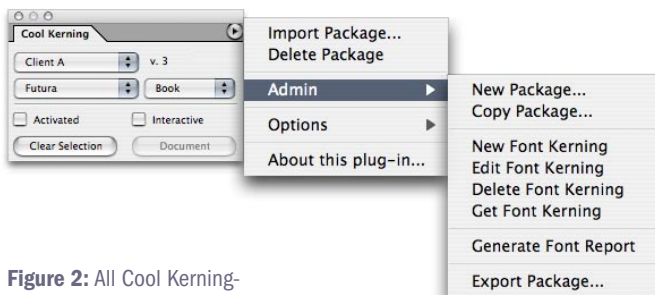 Cool Kerning
Client A v. 3
Futura Book
Activated Interactive
Clear Selection Document
Import Package...
Delete Package
Admin
Options
About this plug-in...
New Package...
Copy Package...
New Font Kerning
Edit Font Kerning
Delete Font Kerning
Get Font Kerning
Generate Font Report
Export Package...
Figure 2: All Cool Kerning-